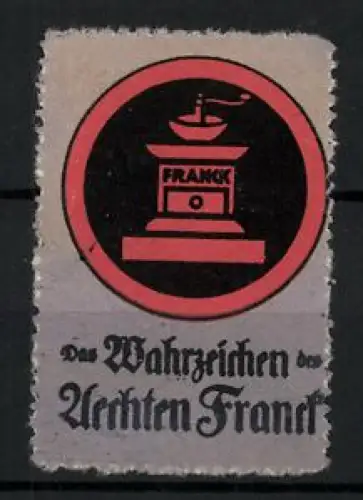 FRANCK
Das Wahrzeichen des
Aechten Franck